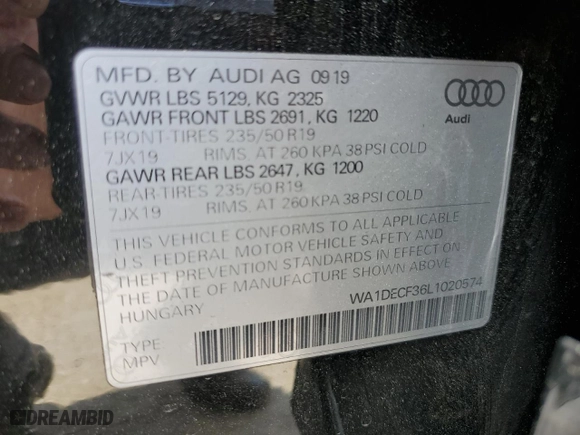 MFD. BY AUDI AG 09 19
GVWR LBS 5129, KG 2325
GAWR FRONT LBS 2691, KG 1220
FRONT-TIRES 235/50 R19
7JX19 RIMS, AT 260 KPA 38 PSI COLD
GAWR REAR LBS 2647, KG 1200
REAR-TIRES 235/50 R19
7JX19 RIMS, AT 260 KPA 38 PSI COLD
THIS VEHICLE CONFORMS TO ALL APPLICABLE
U.S. FEDERAL MOTOR VEHICLE SAFETY AND
THEFT PREVENTION STANDARDS IN EFFECT ON
THE DATE OF MANUFACTURE SHOWN ABOVE
HUNGARY
WA1DECF36L1020574
TYPE
MPV
Audi
DREAMBID